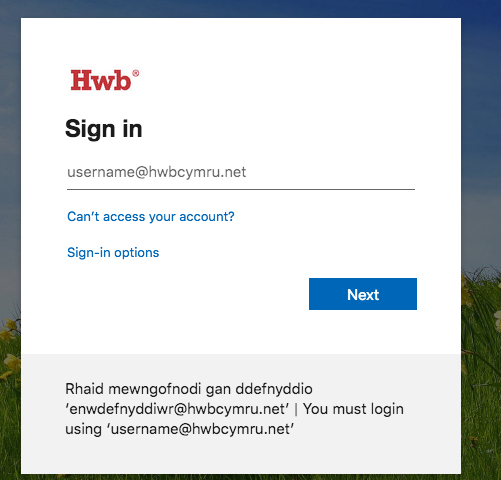 Hwb®
Sign in
username@hwbcymru.net
Can't access your account?
Sign-in options
Next
Rhaid mewngofnodi gan ddefnyddio
‘enwdefnyddiwr@hwbcymru.net’ | You must login
using ‘username@hwbcymru.net’